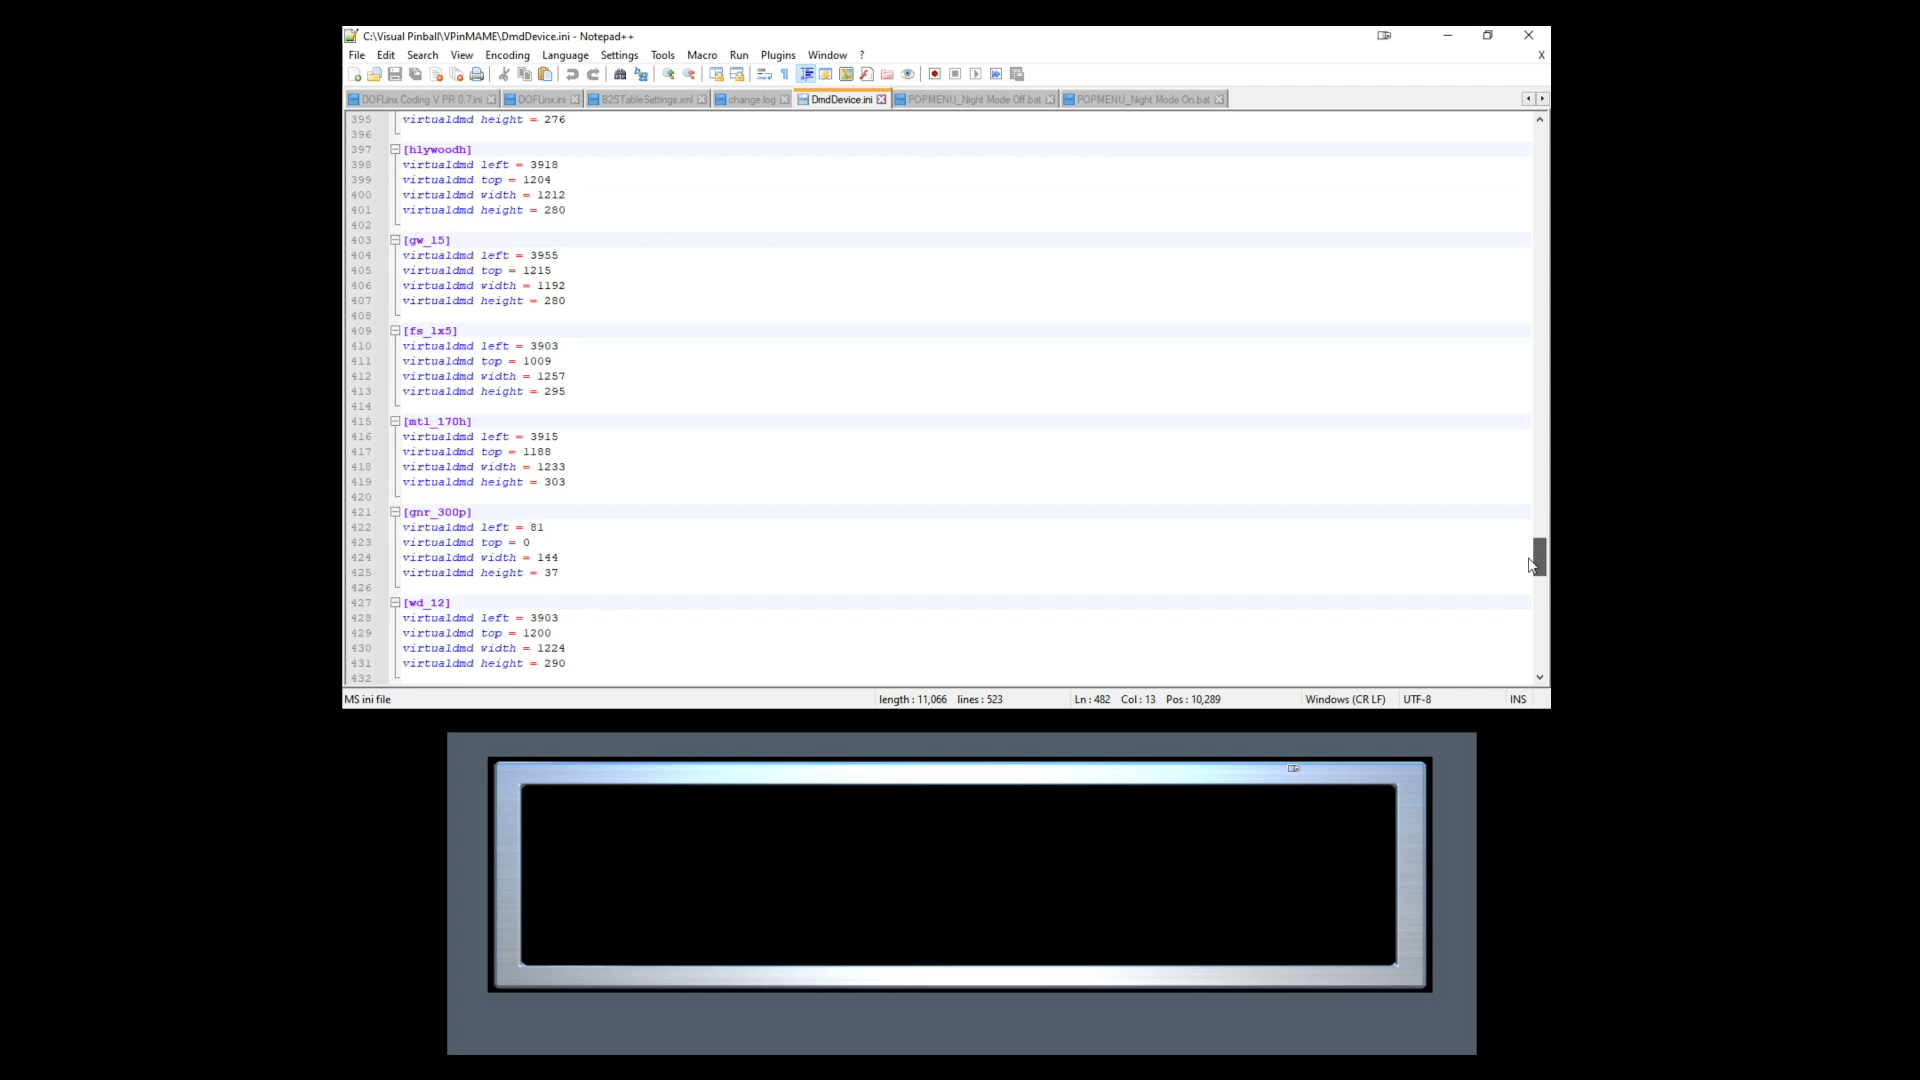 C:\Visual Pinball\VPinMAME\DmdDevice.ini - Notepad++
File Edit Search View Encoding Language Settings Tools Macro Run Plugins Window ?
X
DOFLinx Coding V PR 0.7.ini DOFLinx.ini B2STableSettings.xml change.log DmdDevice.ini POPMENU_Night Mode Off.bat POPMENU_Night Mode On.bat
395 virtualdmd height = 276
396
397 [hlywoodh]
398 virtualdmd left = 3918
399 virtualdmd top = 1204
400 virtualdmd width = 1212
401 virtualdmd height = 280
402
403 [gw_l5]
404 virtualdmd left = 3955
405 virtualdmd top = 1215
406 virtualdmd width = 1192
407 virtualdmd height = 280
408
409 [fs_lx5]
410 virtualdmd left = 3903
411 virtualdmd top = 1009
412 virtualdmd width = 1257
413 virtualdmd height = 295
414
415 [mtl_170h]
416 virtualdmd left = 3915
417 virtualdmd top = 1188
418 virtualdmd width = 1233
419 virtualdmd height = 303
420
421 [gnr_300p]
422 virtualdmd left = 81
423 virtualdmd top = 0
424 virtualdmd width = 144
425 virtualdmd height = 37
426
427 [wd_12]
428 virtualdmd left = 3903
429 virtualdmd top = 1200
430 virtualdmd width = 1224
431 virtualdmd height = 290
432
MS ini file length : 11,066 lines : 523 Ln : 482 Col : 13 Pos : 10,289 Windows (CR LF) UTF-8 INS